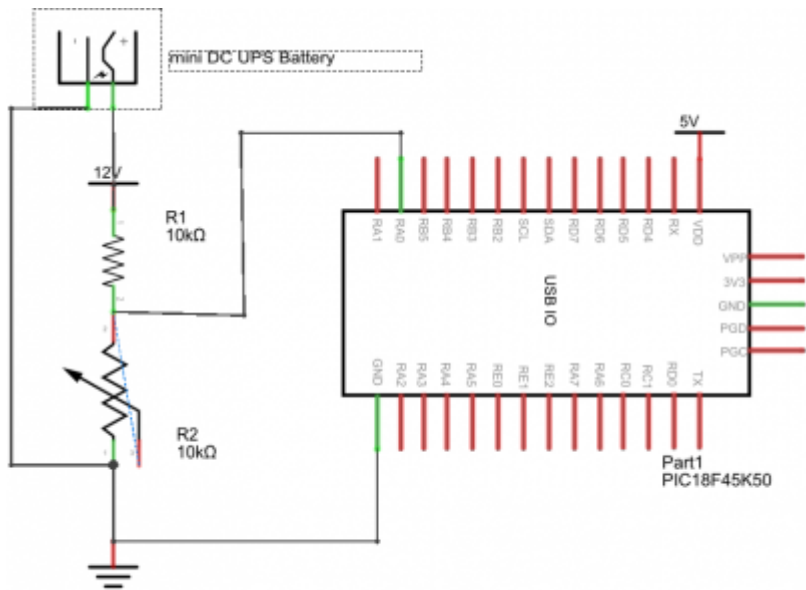 - +
mini DC UPS Battery
12V
R1
10kΩ
R2
10kΩ
5V
RA1 RA0 RB5 RB4 RB3 RB2 SCL SDA RD7 RD6 RD5 RD4 RX VDD
USB IO
VPP
3V3
GND
PGD
PGC
GND RA2 RA3 RA4 RA5 RE0 RE1 RE2 RA7 RA6 RC0 RC1 RD0 TX
Part1
PIC18F45K50